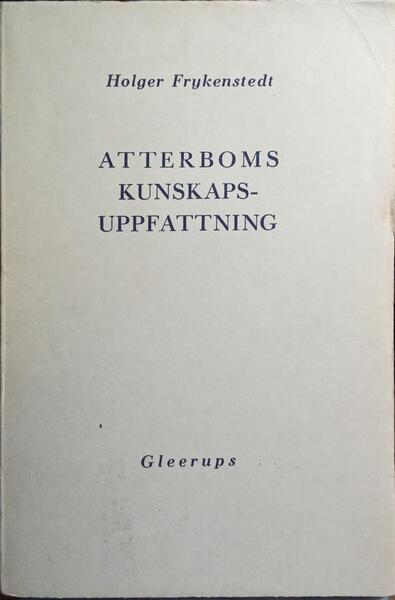 Holger Frykenstedt
ATTERBOMS
KUNSKAPS-
UPPFATTNING
Gleerups